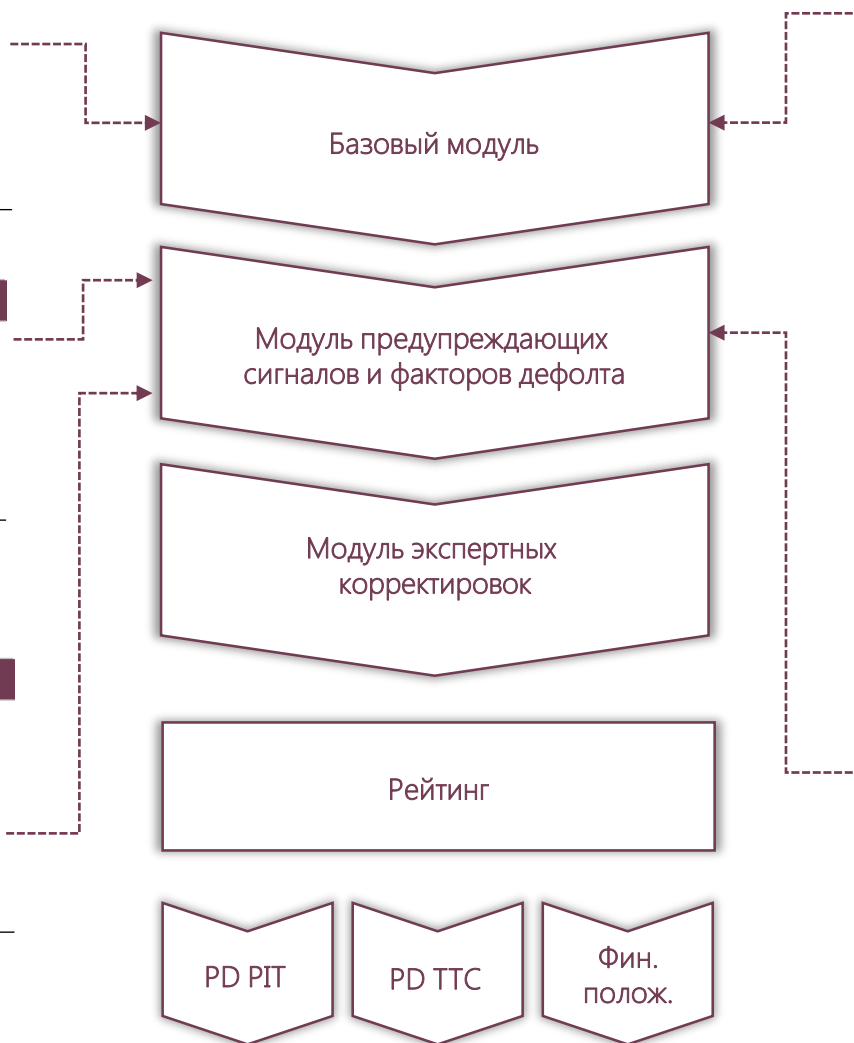 Базовый модуль
Модуль предупреждающих
сигналов и факторов дефолта
Модуль экспертных
корректировок
Рейтинг
PD PIT
PD TTC
Фин.
полож.